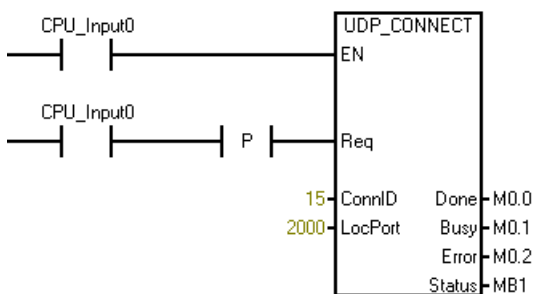 CPU_Input0
UDP_CONNECT
EN
CPU_Input0
P
Req
15 ConnID Done M0.0
2000 LocPort Busy M0.1
Error M0.2
Status MB1